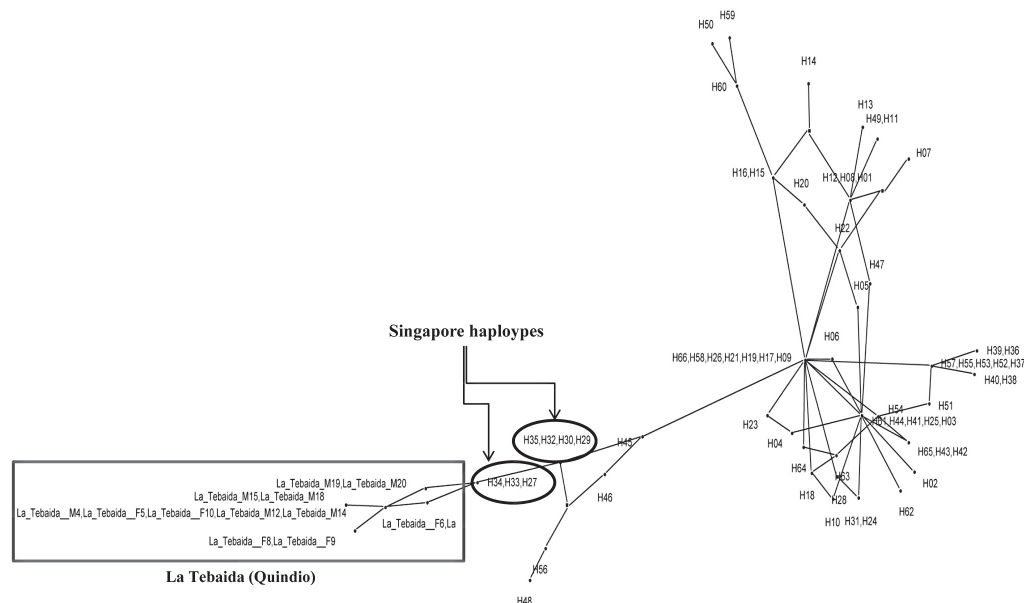 H59
H50
H14
H60
H13
H49,H11
H07
H16,H15
H20
H12,H08,H01
H22
H47
H05
Singapore haploypes
H06
H66,H58,H26,H21,H19,H17,H09
H39,H36
H57,H55,H53,H52,H37
H40,H38
H51
H54
H23
H61,H44,H41,H25,H03
H04
H35,H32,H30,H29
H45
H65,H43,H42
H64
H63
H02
H46
H34,H33,H27
H18
H28
H62
H10
H31,H24
La_Tebaida_M19,La_Tebaida_M20
La_Tebaida_M15,La_Tebaida_M18
La_Tebaida__M4,La_Tebaida__F5,La_Tebaida__F10,La_Tebaida_M12,La_Tebaida_M14
La_Tebaida__F6,La
La_Tebaida__F8,La_Tebaida__F9
H56
La Tebaida (Quindio)
H48